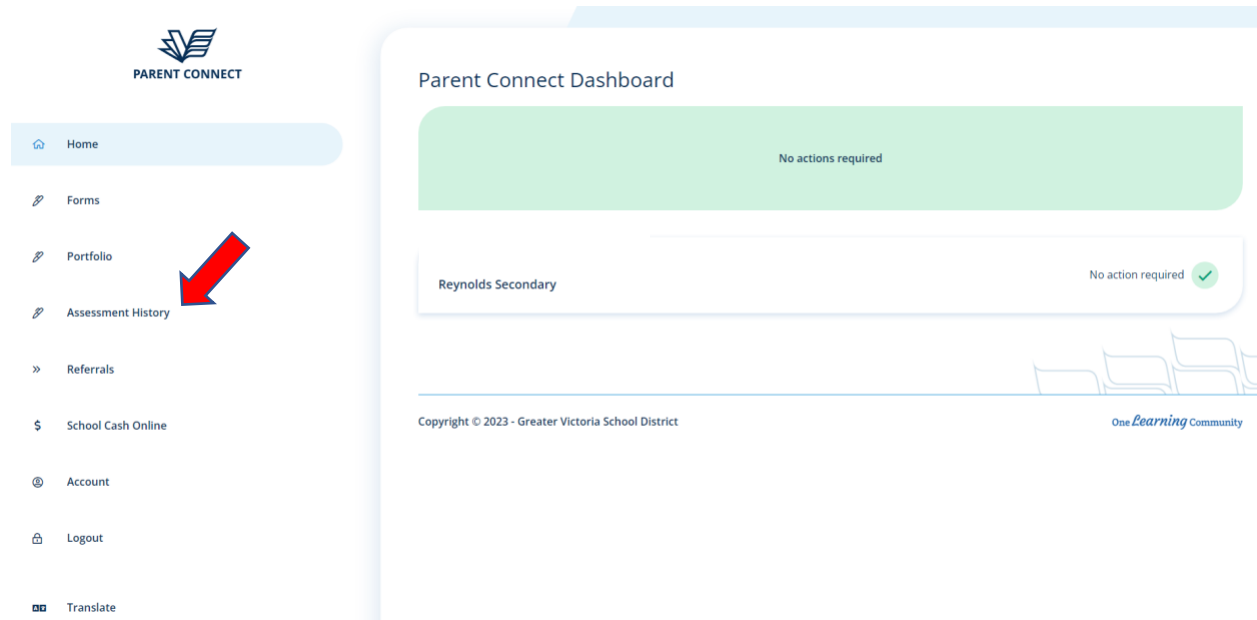 PARENT CONNECT
Home
Forms
Portfolio
Assessment History
Referrals
School Cash Online
Account
Logout
Translate
Parent Connect Dashboard
No actions required
Reynolds Secondary
No action required
Copyright © 2023 - Greater Victoria School District
One Learning Community